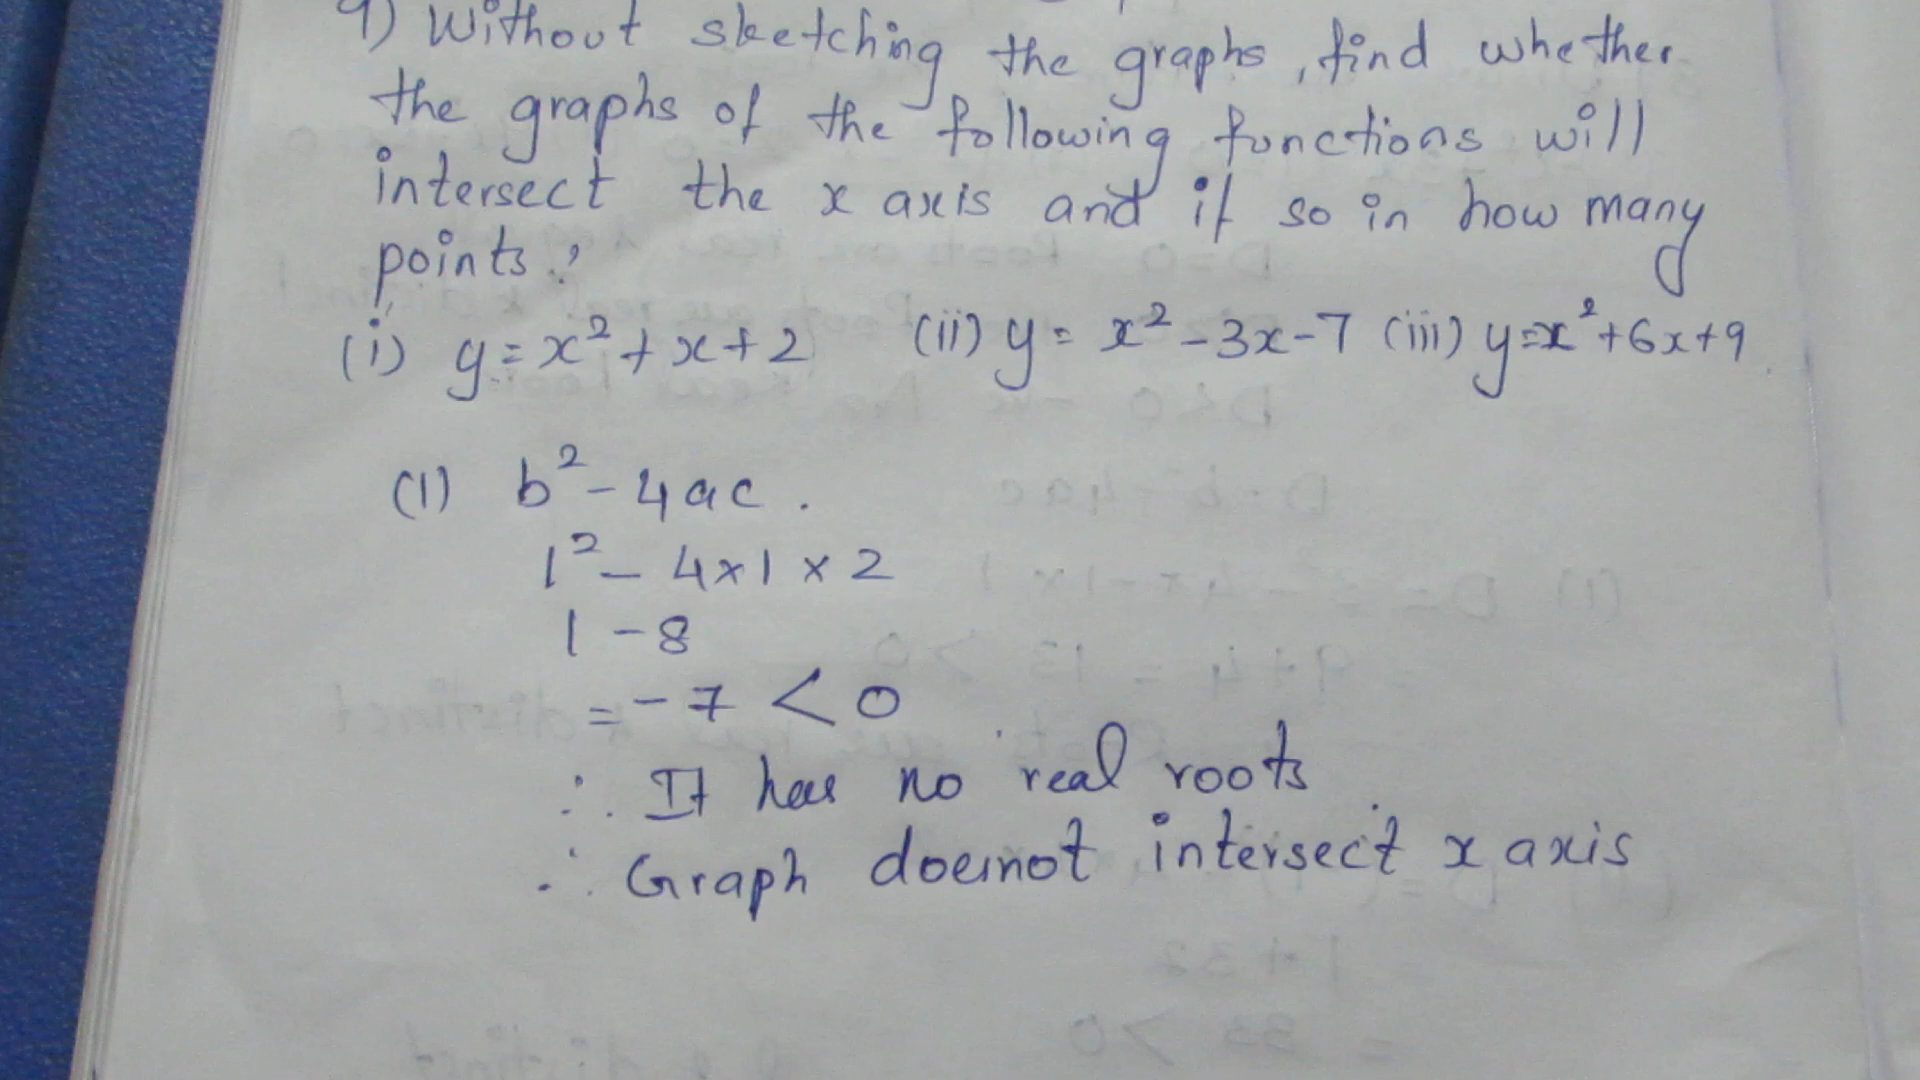 9) Without sketching the graphs, find whether
the graphs of the following functions will
intersect the x axis and if so in how many
points?
(i) y = x² + x + 2 (ii) y = x² - 3x - 7 (iii) y = x² + 6x + 9
(1) b² - 4ac.
1² - 4 × 1 × 2
1 - 8
= -7 < 0
∴ It has no real roots
∴ Graph doesnot intersect x axis